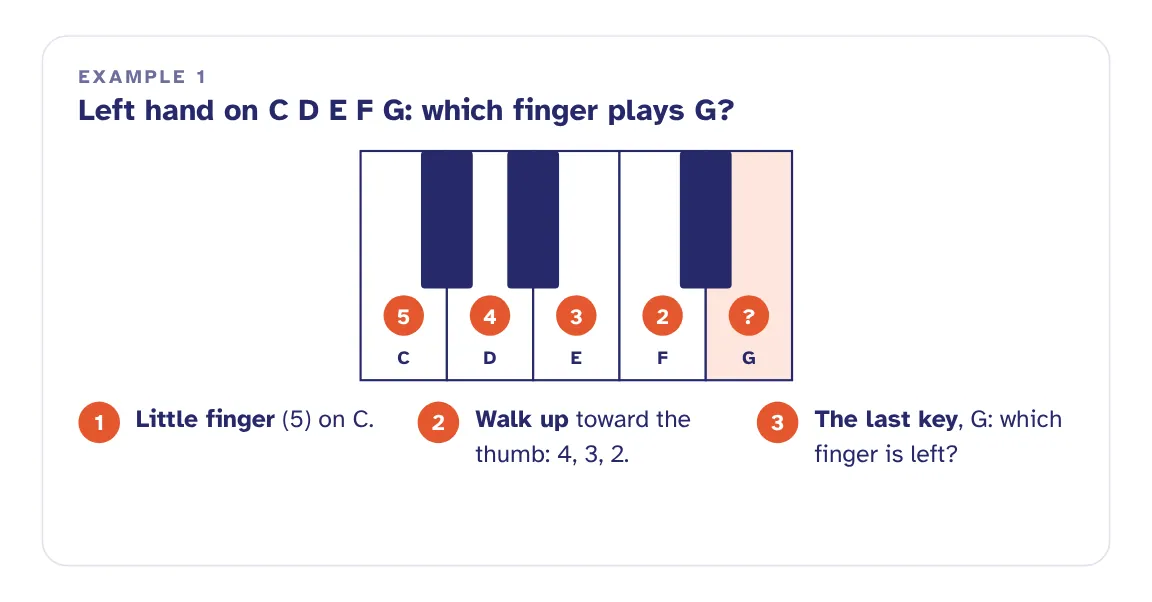 EXAMPLE 1
Left hand on C D E F G: which finger plays G?
5 4 3 2 ?
C D E F G
1 Little finger (5) on C.
2 Walk up toward the
thumb: 4, 3, 2.
3 The last key, G: which
finger is left?